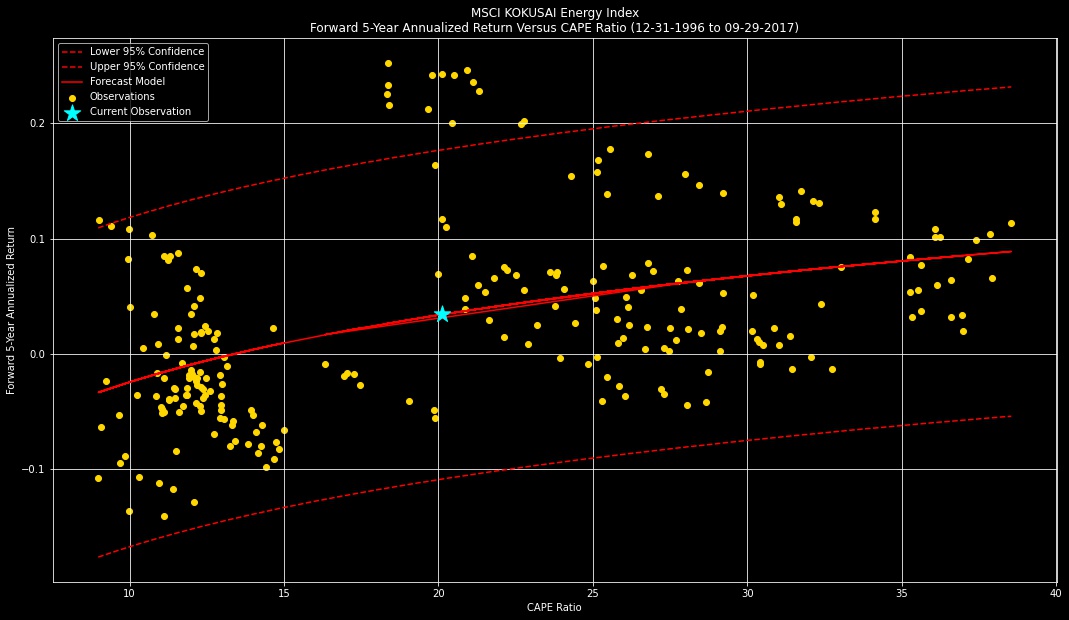 MSCI KOKUSAI Energy Index
Forward 5-Year Annualized Return Versus CAPE Ratio (12-31-1996 to 09-29-2017)
Lower 95% Confidence
Upper 95% Confidence
Forecast Model
Observations
Current Observation
Forward 5-Year Annualized Return
0.2
0.1
0.0
−0.1
10 15 20 25 30 35 40
CAPE Ratio